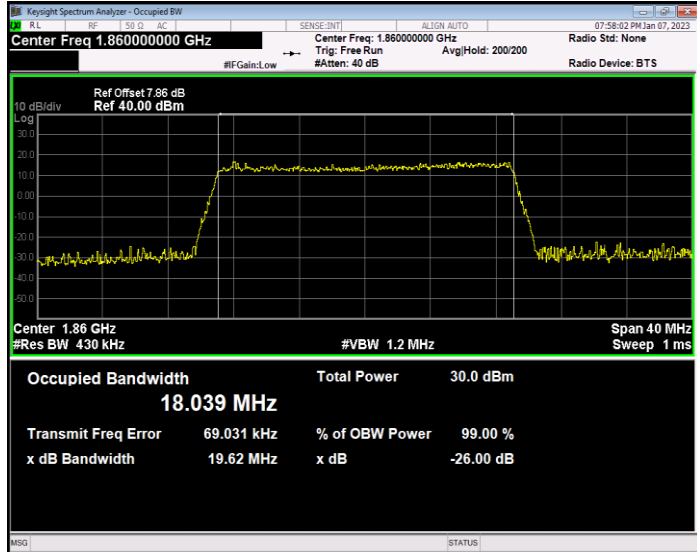 Keysight Spectrum Analyzer - Occupied BW
RL RF 50 Ω AC SENSE:INT ALIGN AUTO 07:58:02 PM Jan 07, 2023
Center Freq 1.860000000 GHz Center Freq: 1.860000000 GHz Radio Std: None
Trig: Free Run Avg|Hold: 200/200
#IFGain:Low #Atten: 40 dB Radio Device: BTS
Ref Offset 7.86 dB
10 dB/div Ref 40.00 dBm
Log
30.0
20.0
10.0
0.00
-10.0
-20.0
-30.0
-40.0
-50.0
Center 1.86 GHz Span 40 MHz
#Res BW 430 kHz #VBW 1.2 MHz Sweep 1 ms
Occupied Bandwidth Total Power 30.0 dBm
18.039 MHz
Transmit Freq Error 69.031 kHz % of OBW Power 99.00 %
x dB Bandwidth 19.62 MHz x dB -26.00 dB
MSG STATUS